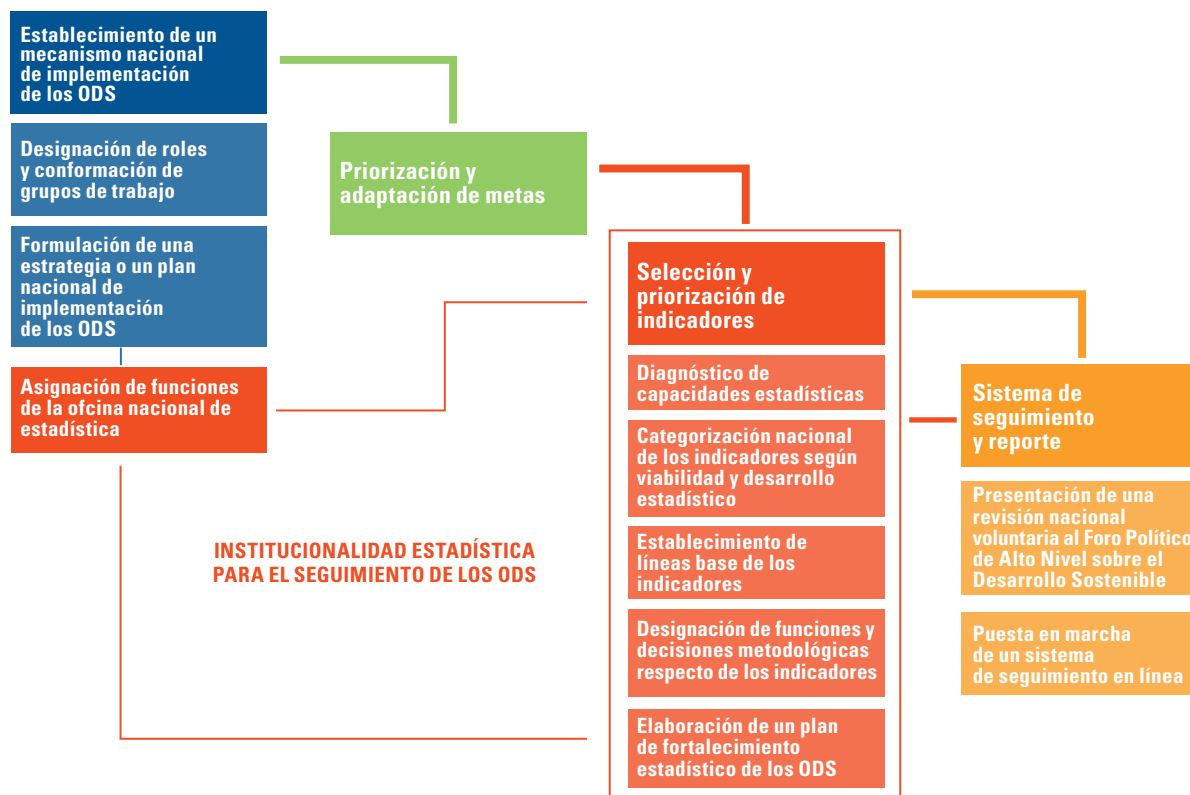 Establecimiento de un
mecanismo nacional
de implementación
de los ODS
Designación de roles
y conformación de
grupos de trabajo
Formulación de una
estrategia o un plan
nacional de
implementación
de los ODS
Asignación de funciones
de la ofcina nacional de
estadística
Priorización y
adaptación de metas
INSTITUCIONALIDAD ESTADÍSTICA
PARA EL SEGUIMIENTO DE LOS ODS
Selección y
priorización de
indicadores
Diagnóstico de
capacidades estadísticas
Categorización nacional
de los indicadores según
viabilidad y desarrollo
estadístico
Establecimiento de
líneas base de los
indicadores
Designación de funciones y
decisiones metodológicas
respecto de los indicadores
Elaboración de un plan
de fortalecimiento
estadístico de los ODS
Sistema de
seguimiento
y reporte
Presentación de una
revisión nacional
voluntaria al Foro Político
de Alto Nivel sobre el
Desarrollo Sostenible
Puesta en marcha
de un sistema
de seguimiento en línea